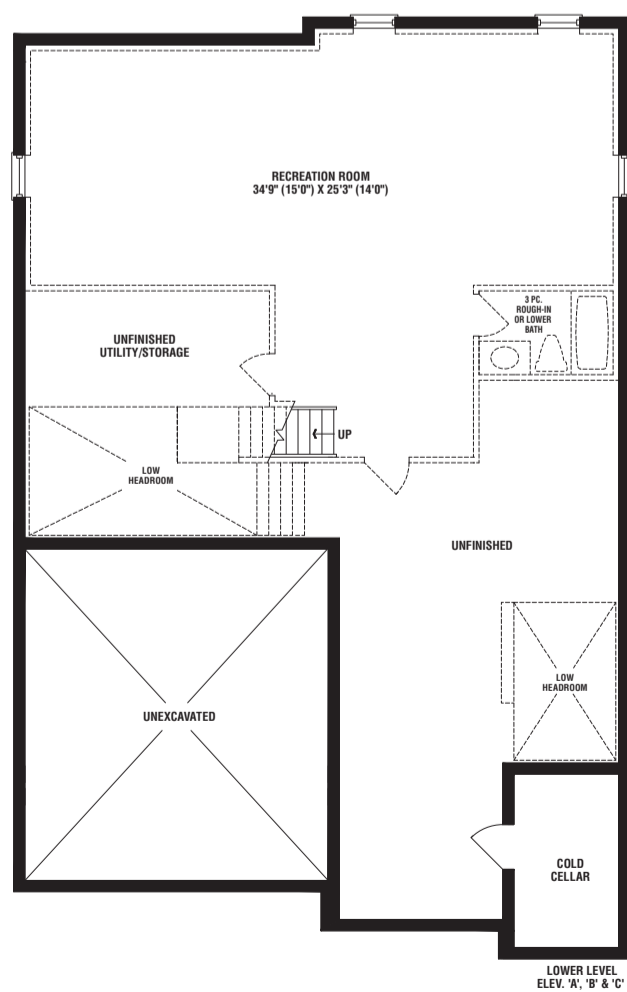 RECREATION ROOM
34'9" (15'0") X 25'3" (14'0")
3 PC.
ROUGH-IN
OR LOWER
BATH
UNFINISHED
UTILITY/STORAGE
UP
LOW
HEADROOM
UNFINISHED
LOW
HEADROOM
UNEXCAVATED
COLD
CELLAR
LOWER LEVEL
ELEV. 'A', 'B' & 'C'